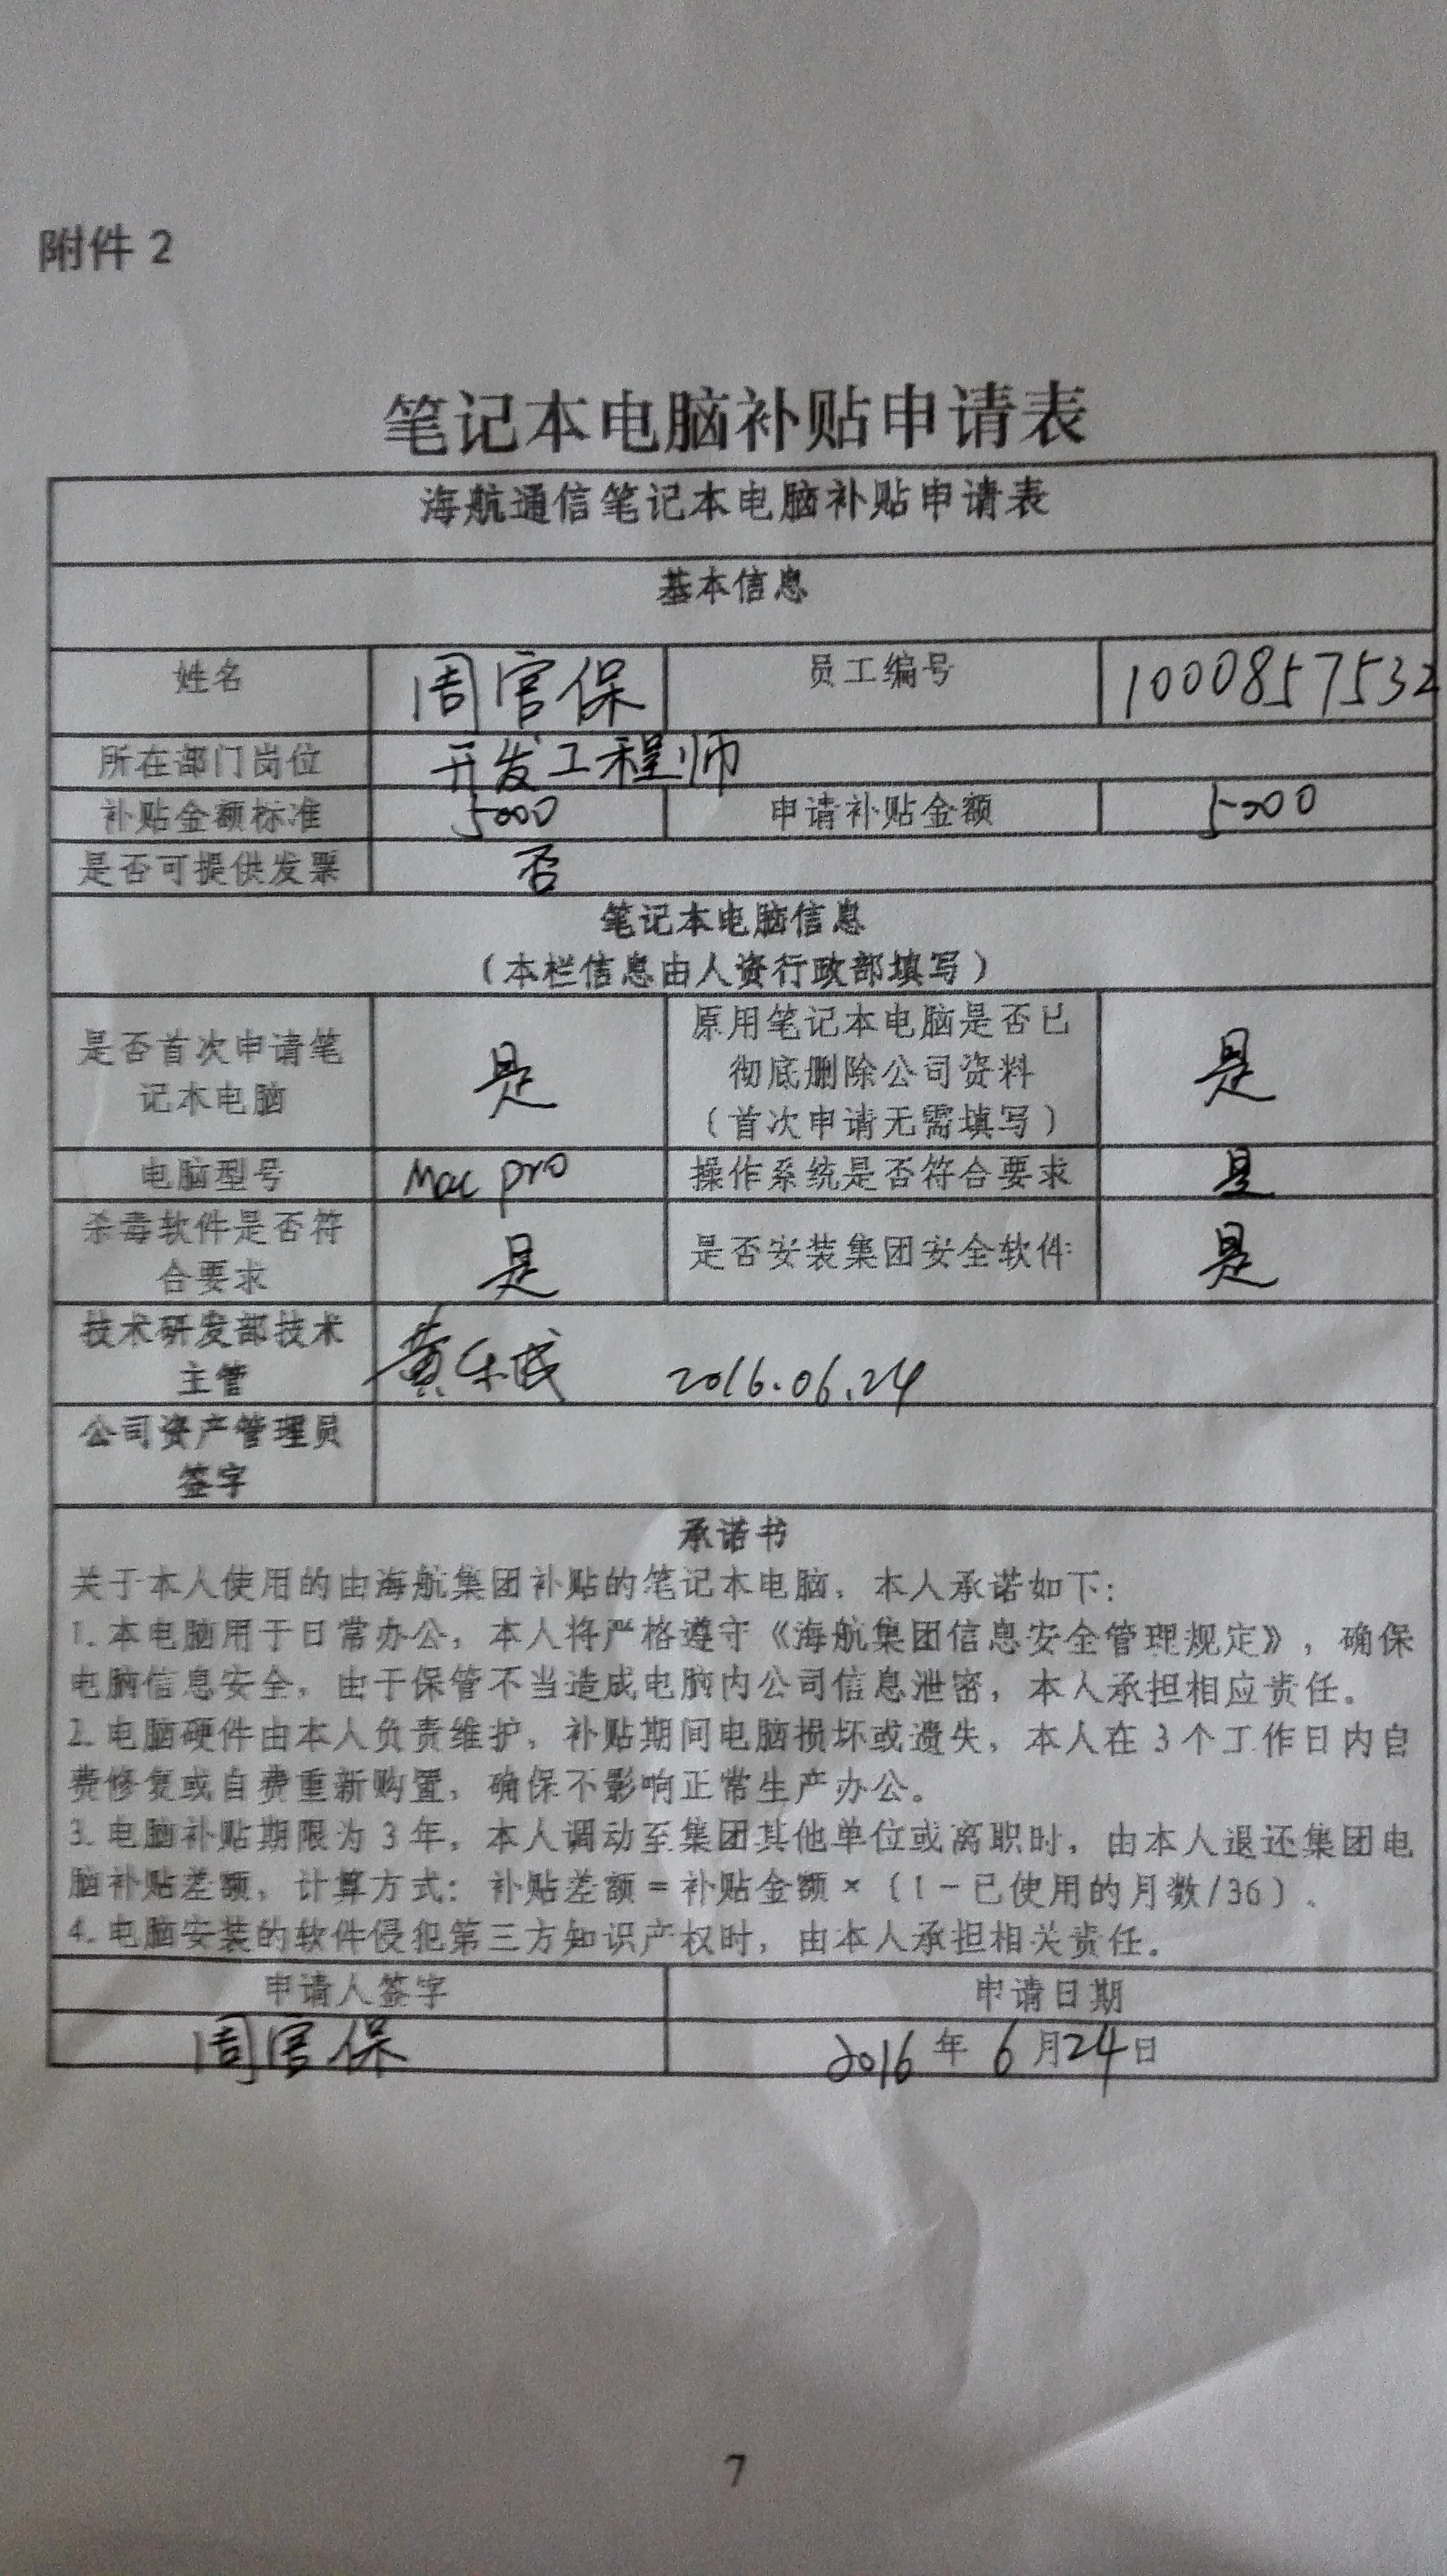 附件 2
笔记本电脑补贴申请表
海航通信笔记本电脑补贴申请表
基本信息
姓名 周官保 员工编号 1000857532
所在部门岗位 开发工程师
补贴金额标准 5000 申请补贴金额 5000
是否可提供发票 否
笔记本电脑信息
（本栏信息由人资行政部填写）
是否首次申请笔
记本电脑
是
原用笔记本电脑是否已
彻底删除公司资料
（首次申请无需填写）
是
电脑型号 Mac pro 操作系统是否符合要求 是
杀毒软件是否符
合要求
是
是否安装集团安全软件
是
技术研发部技术
主管
2016.06.24
公司资产管理员
签字
承诺书
关于本人使用的由海航集团补贴的笔记本电脑，本人承诺如下：
1. 本电脑用于日常办公，本人将严格遵守《海航集团信息安全管理规定》，确保
电脑信息安全，由于保管不当造成电脑内公司信息泄密，本人承担相应责任。
2. 电脑硬件由本人负责维护，补贴期间电脑损坏或遗失，本人在 3 个工作日内自
费修复或自费重新购置，确保不影响正常生产办公。
3. 电脑补贴期限为 3 年，本人调动至集团其他单位或离职时，由本人退还集团电
脑补贴差额，计算方式：补贴差额＝补贴金额×（1－已使用的月数/36）。
4. 电脑安装的软件侵犯第三方知识产权时，由本人承担相关责任。
申请人签字 申请日期
周官保 2016 年 6 月 24 日
7